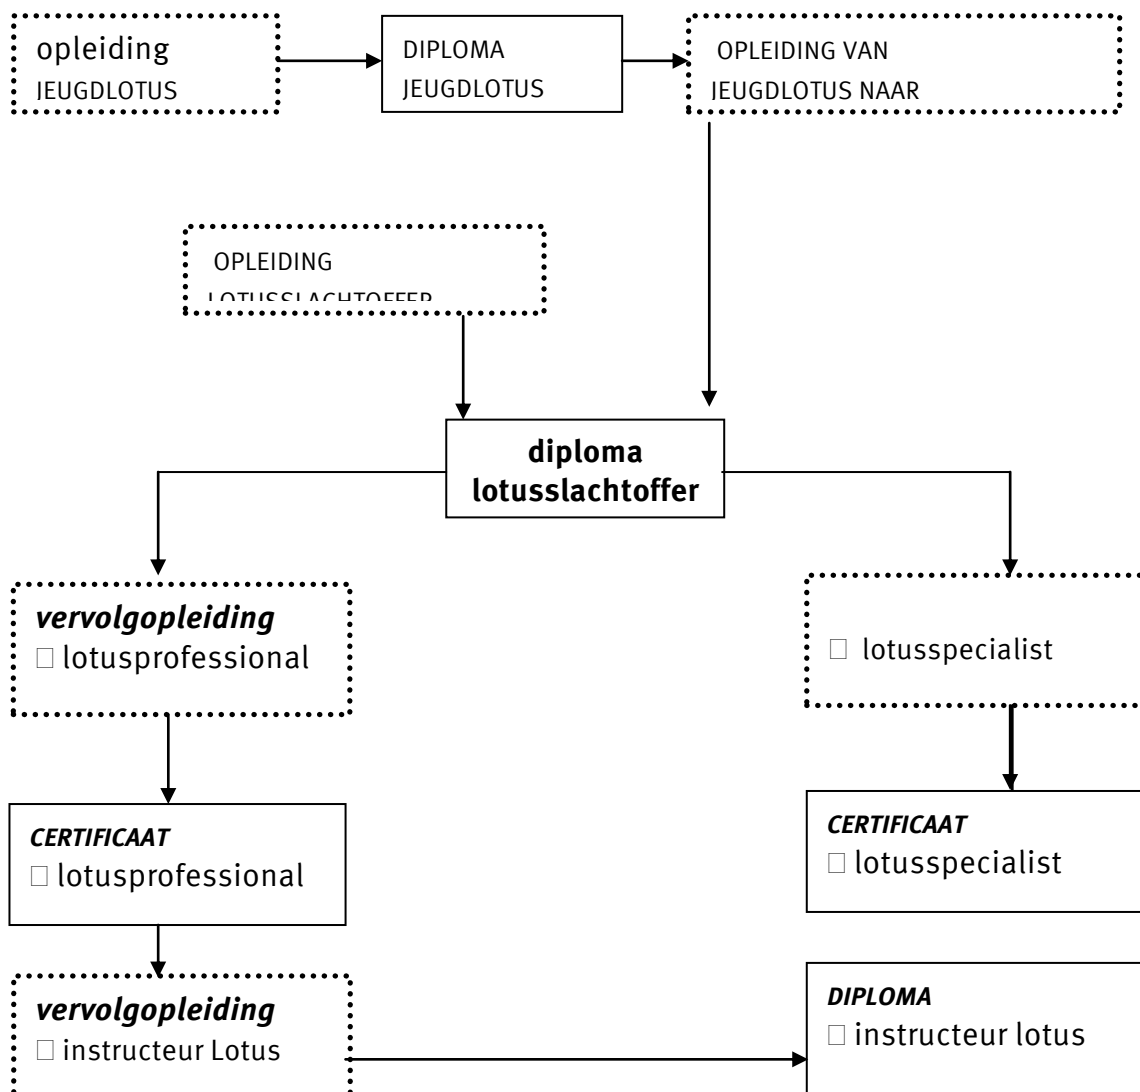 opleiding
JEUGDLOTUS
DIPLOMA
JEUGDLOTUS
OPLEIDING VAN
JEUGDLOTUS NAAR
OPLEIDING
LOTUSSLACHTOFFER
diploma
lotusslachtoffer
vervolgopleiding
□ lotusprofessional
□ lotusspecialist
CERTIFICAAT
□ lotusprofessional
CERTIFICAAT
□ lotusspecialist
vervolgopleiding
□ instructeur Lotus
DIPLOMA
□ instructeur lotus